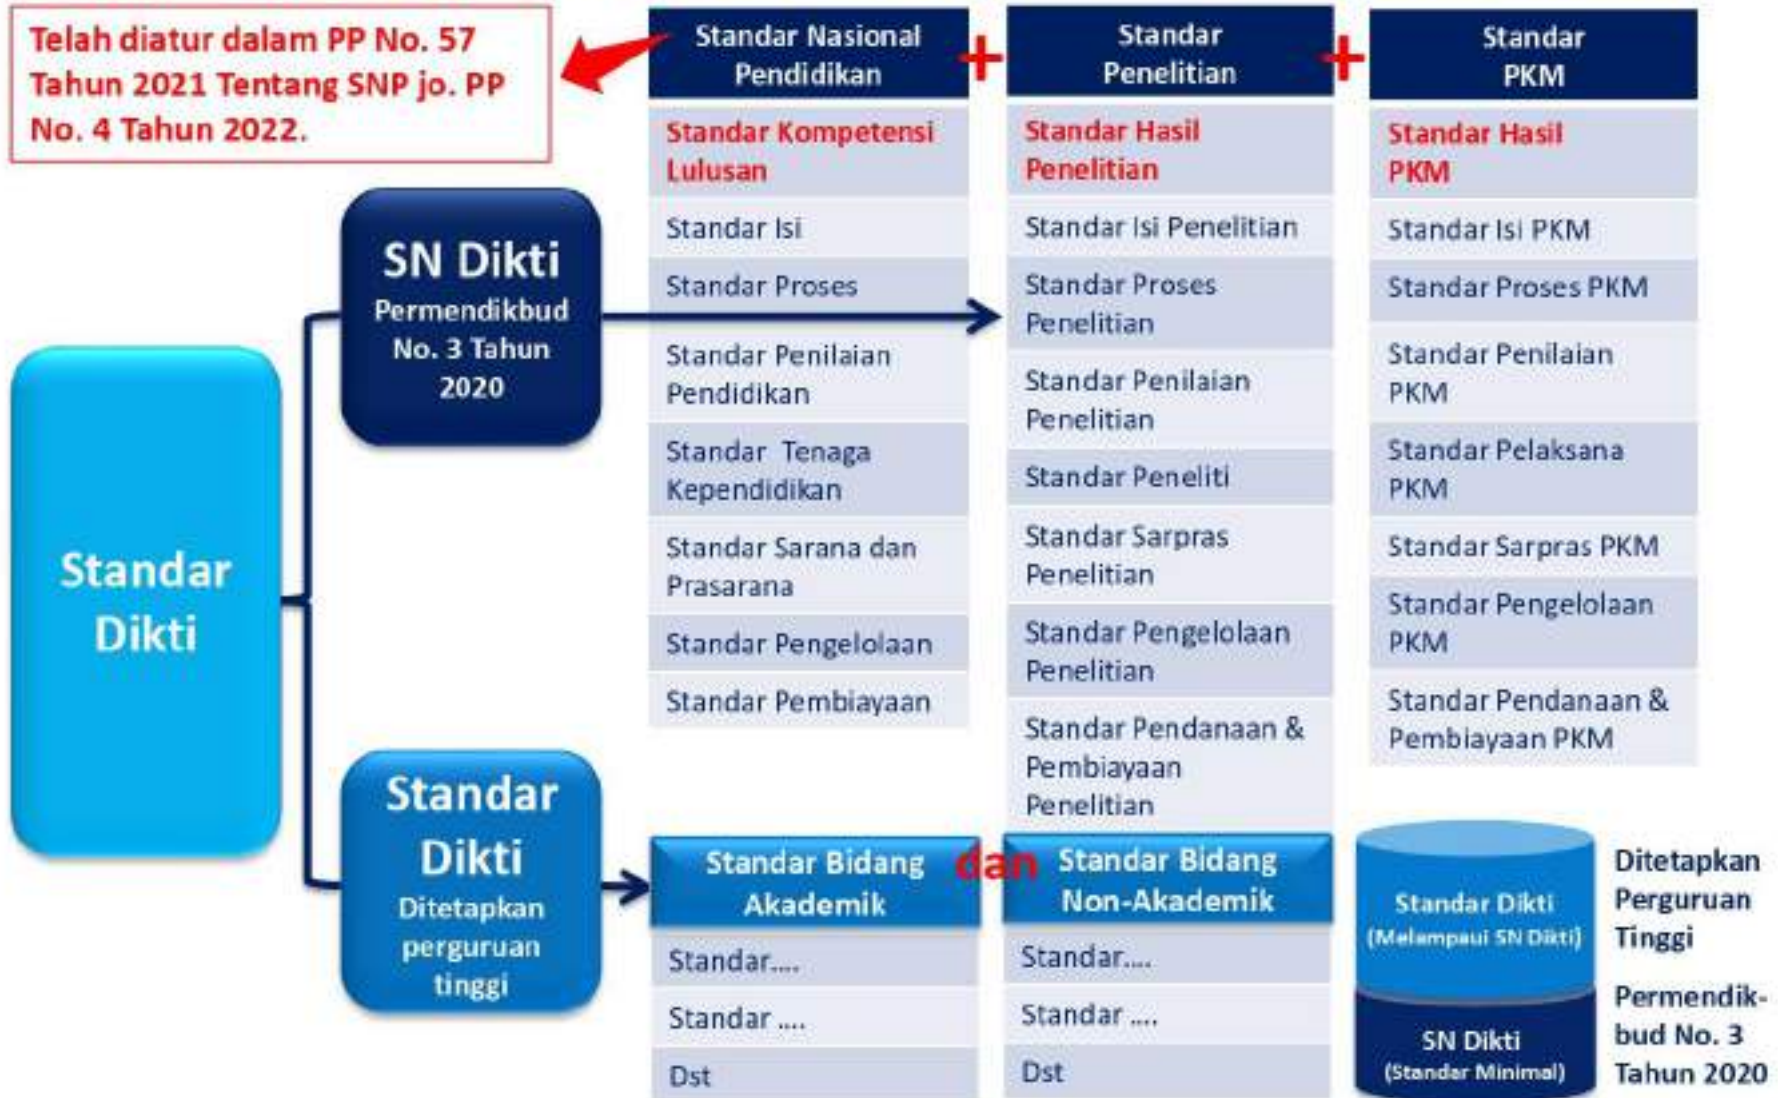 Telah diatur dalam PP No. 57
Tahun 2021 Tentang SNP jo. PP
No. 4 Tahun 2022.
Standar
Dikti
SN Dikti
Permendikbud
No. 3 Tahun
2020
Standar
Dikti
Ditetapkan
perguruan
tinggi
Standar Nasional
Pendidikan
Standar Kompetensi
Lulusan
Standar Isi
Standar Proses
Standar Penilaian
Pendidikan
Standar Tenaga
Kependidikan
Standar Sarana dan
Prasarana
Standar Pengelolaan
Standar Pembiayaan
+
Standar
Penelitian
Standar Hasil
Penelitian
Standar Isi Penelitian
Standar Proses
Penelitian
Standar Penilaian
Penelitian
Standar Peneliti
Standar Sarpras
Penelitian
Standar Pengelolaan
Penelitian
Standar Pendanaan &
Pembiayaan
Penelitian
+
Standar
PKM
Standar Hasil
PKM
Standar Isi PKM
Standar Proses PKM
Standar Penilaian
PKM
Standar Pelaksana
PKM
Standar Sarpras PKM
Standar Pengelolaan
PKM
Standar Pendanaan &
Pembiayaan PKM
Standar Bidang
Akademik
Standar....
Standar ....
Dst
dan
Standar Bidang
Non-Akademik
Standar....
Standar ....
Dst
Standar Dikti
(Melampaui SN Dikti)
SN Dikti
(Standar Minimal)
Ditetapkan
Perguruan
Tinggi
Permendik-
bud No. 3
Tahun 2020